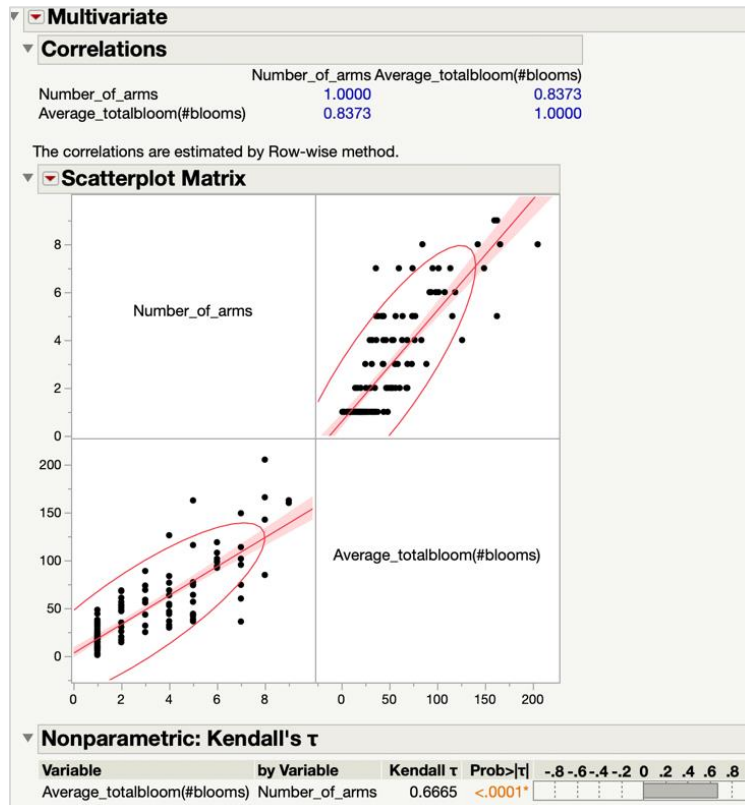 Multivariate
Correlations
Number_of_arms Average_totalbloom(#blooms)
Number_of_arms 1.0000 0.8373
Average_totalbloom(#blooms) 0.8373 1.0000
The correlations are estimated by Row-wise method.
Scatterplot Matrix
8
6
4
2
0
Number_of_arms
200
150
100
50
0
Average_totalbloom(#blooms)
0 2 4 6 8 0 50 100 150 200
Nonparametric: Kendall's τ
Variable by Variable Kendall τ Prob>|τ| -.8 -.6 -.4 -.2 0 .2 .4 .6 .8
Average_totalbloom(#blooms) Number_of_arms 0.6665 <.0001*